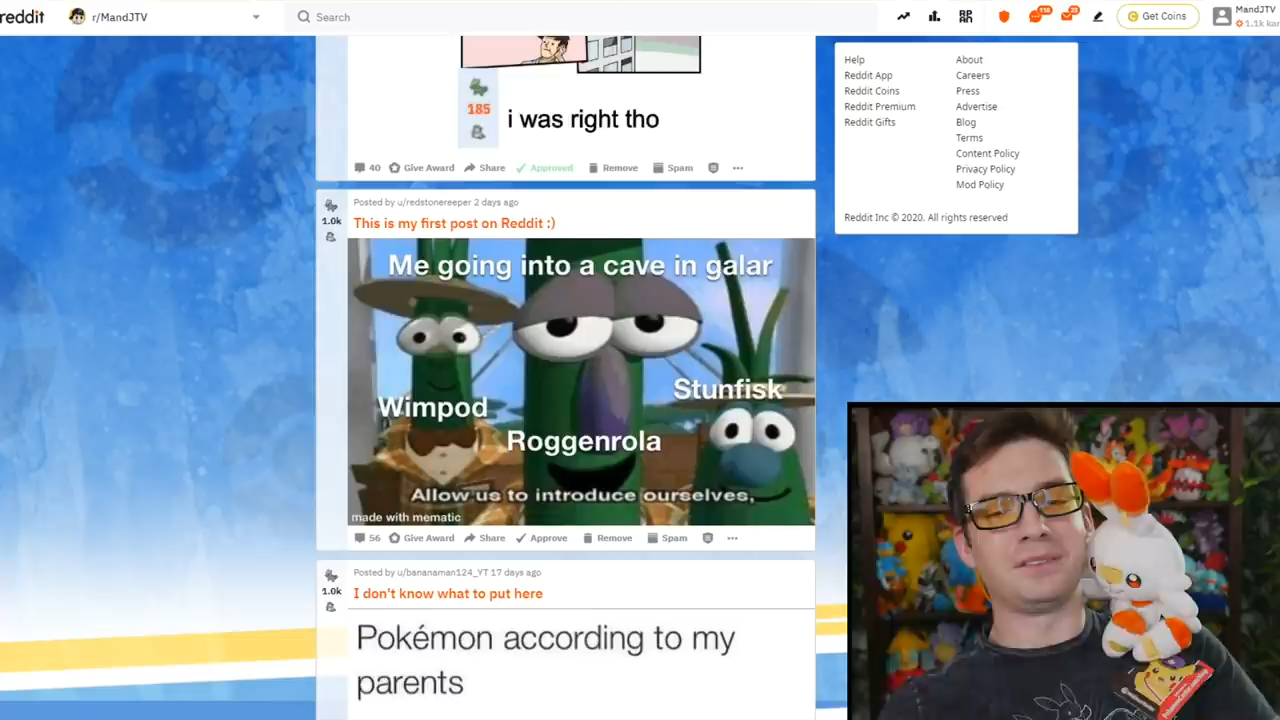 reddit
r/MandJTV
Search
118
23
Get Coins
MandJTV
1.1k kar
185
i was right tho
40 Give Award Share Approved Remove Spam
Posted by u/redstonereeper 2 days ago
1.0k
This is my first post on Reddit :)
Me going into a cave in galar
Stunfisk
Wimpod
Roggenrola
Allow us to introduce ourselves,
made with mematic
56 Give Award Share Approve Remove Spam
Posted by u/bananaman124_YT 17 days ago
1.0k
I don't know what to put here
Pokémon according to my
parents
Help
Reddit App
Reddit Coins
Reddit Premium
Reddit Gifts
About
Careers
Press
Advertise
Blog
Terms
Content Policy
Privacy Policy
Mod Policy
Reddit Inc © 2020. All rights reserved